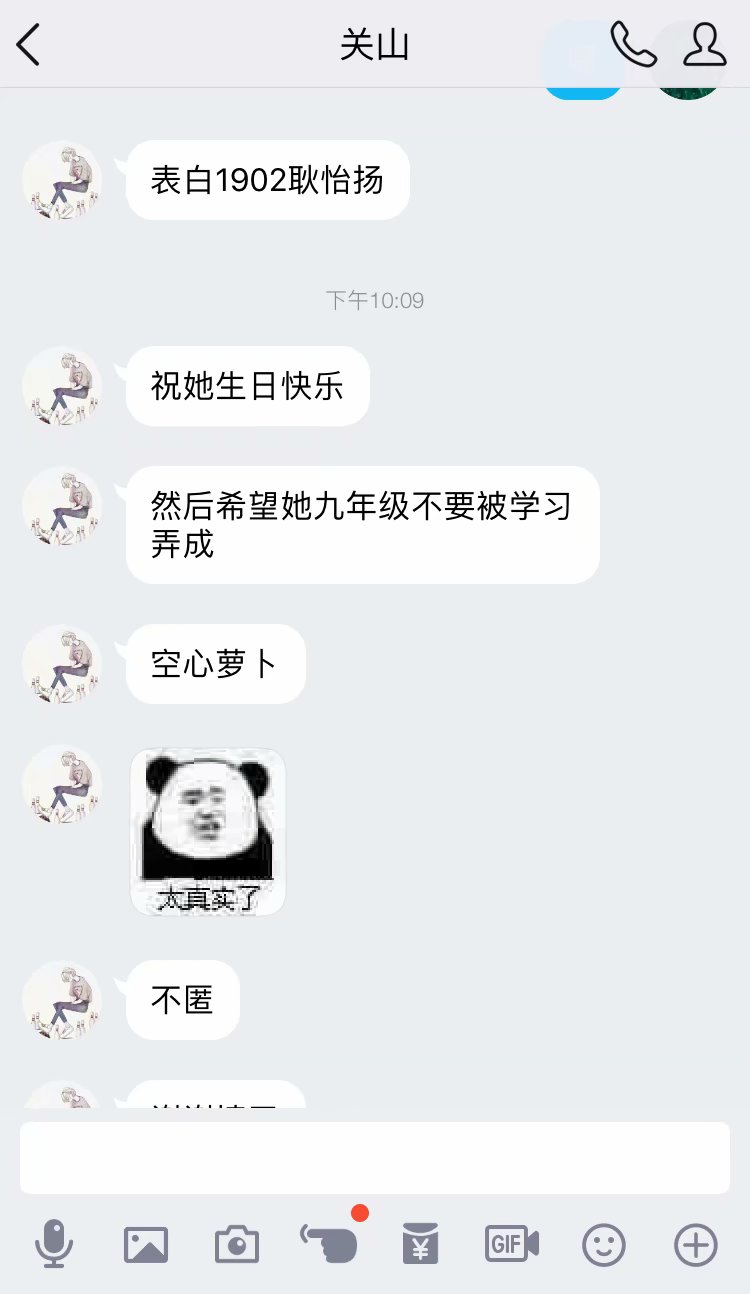 关山
表白1902耿怡扬
下午10:09
祝她生日快乐
然后希望她九年级不要被学习
弄成
空心萝卜
太真实了
不匿
GIF